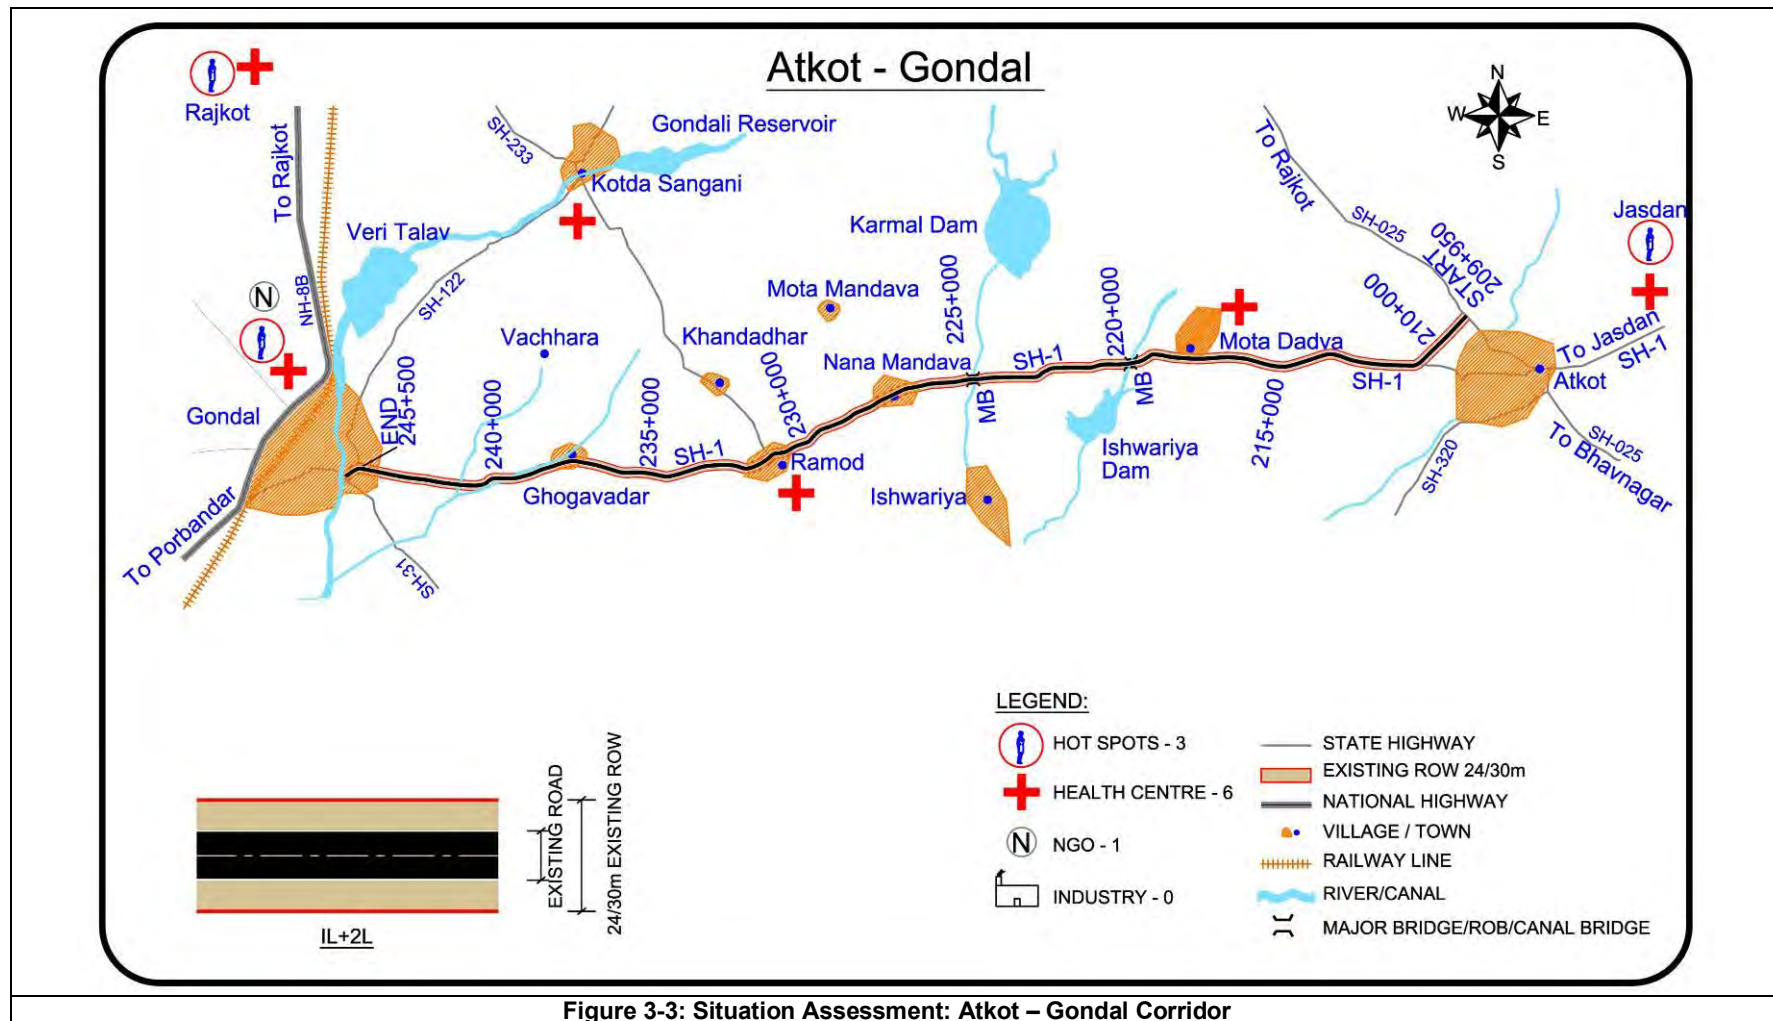 Atkot - Gondal
N
W
E
S
Rajkot
To Rajkot
NH-8B
SH-233
Gondali Reservoir
Kotda Sangani
Veri Talav
SH-122
Karmal Dam
To Rajkot
SH-025
START
209+950
210+000
Jasdan
N
Vachhara
Mota Mandava
Khandadhar
Nana Mandava
225+000
SH-1
220+000
Mota Dadva
SH-1
To Jasdan
SH-1
Atkot
Gondal
END
245+500
240+000
235+000
SH-1
230+000
Ramod
MB
MB
Ishwariya
Dam
215+000
SH-320
SH-025
To Bhavnagar
Ghogavadar
Ishwariya
To Porbandar
SH-31
LEGEND:
HOT SPOTS - 3
HEALTH CENTRE - 6
N NGO - 1
INDUSTRY - 0
STATE HIGHWAY
EXISTING ROW 24/30m
NATIONAL HIGHWAY
VILLAGE / TOWN
RAILWAY LINE
RIVER/CANAL
MAJOR BRIDGE/ROB/CANAL BRIDGE
EXISTING ROAD
24/30m EXISTING ROW
IL+2L
Figure 3-3: Situation Assessment: Atkot – Gondal Corridor